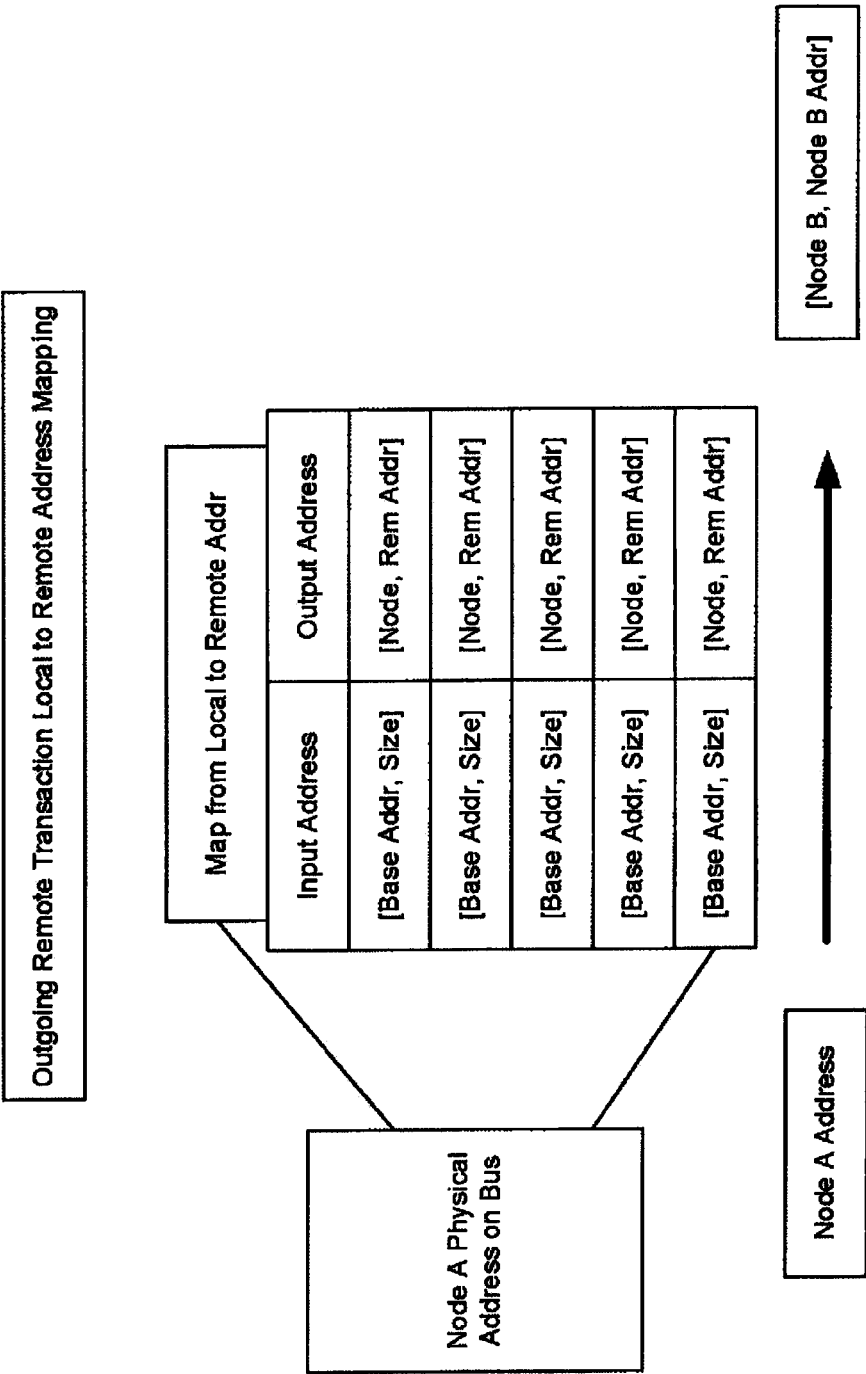 Outgoing Remote Transaction Local to Remote Address Mapping
Node A Physical
Address on Bus
Map from Local to Remote Addr
Input Address
Output Address
[Base Addr, Size]
[Node, Rem Addr]
[Base Addr, Size]
[Node, Rem Addr]
[Base Addr, Size]
[Node, Rem Addr]
[Base Addr, Size]
[Node, Rem Addr]
[Base Addr, Size]
[Node, Rem Addr]
Node A Address
[Node B, Node B Addr]